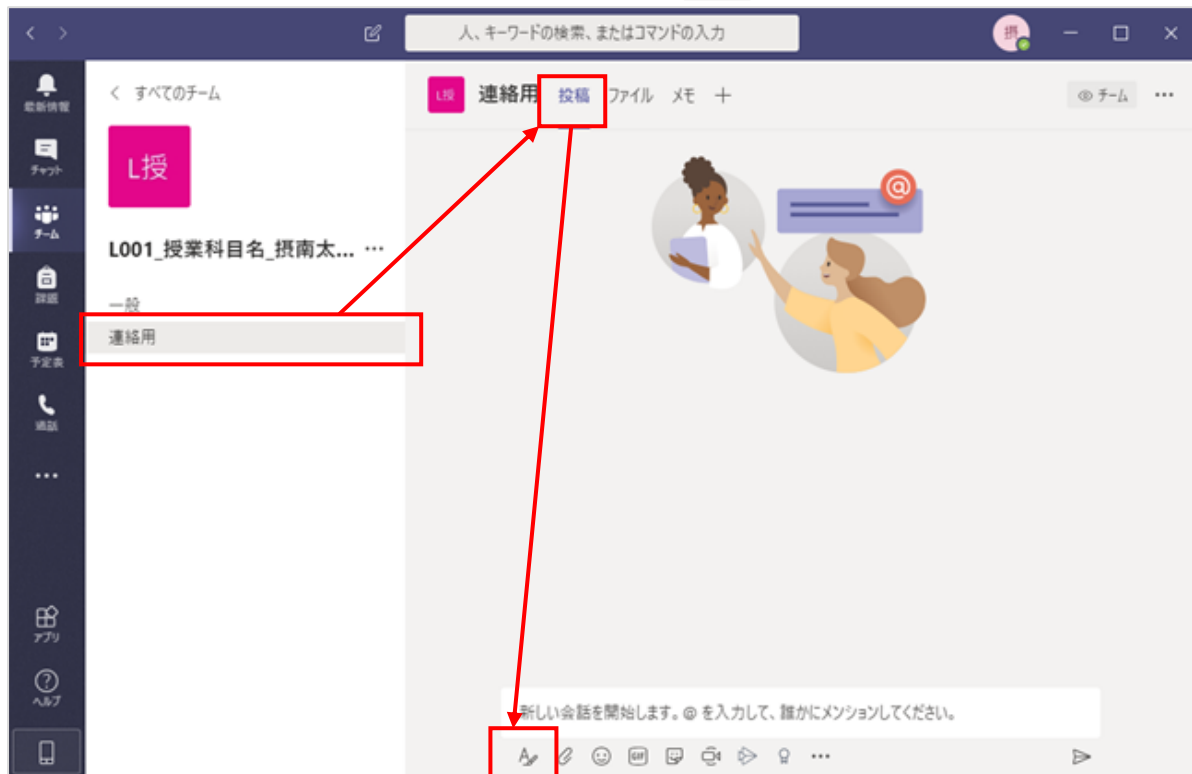 人、キーワードの検索、またはコマンドの入力
摂
最新情報
チャット
チーム
課題
予定表
通話
アプリ
ヘルプ
すべてのチーム
L授
L001_授業科目名_摂南太... ...
一般
連絡用
L授 連絡用 投稿 ファイル メモ
チーム
新しい会話を開始します。@ を入力して、誰かにメンションしてください。
GIF